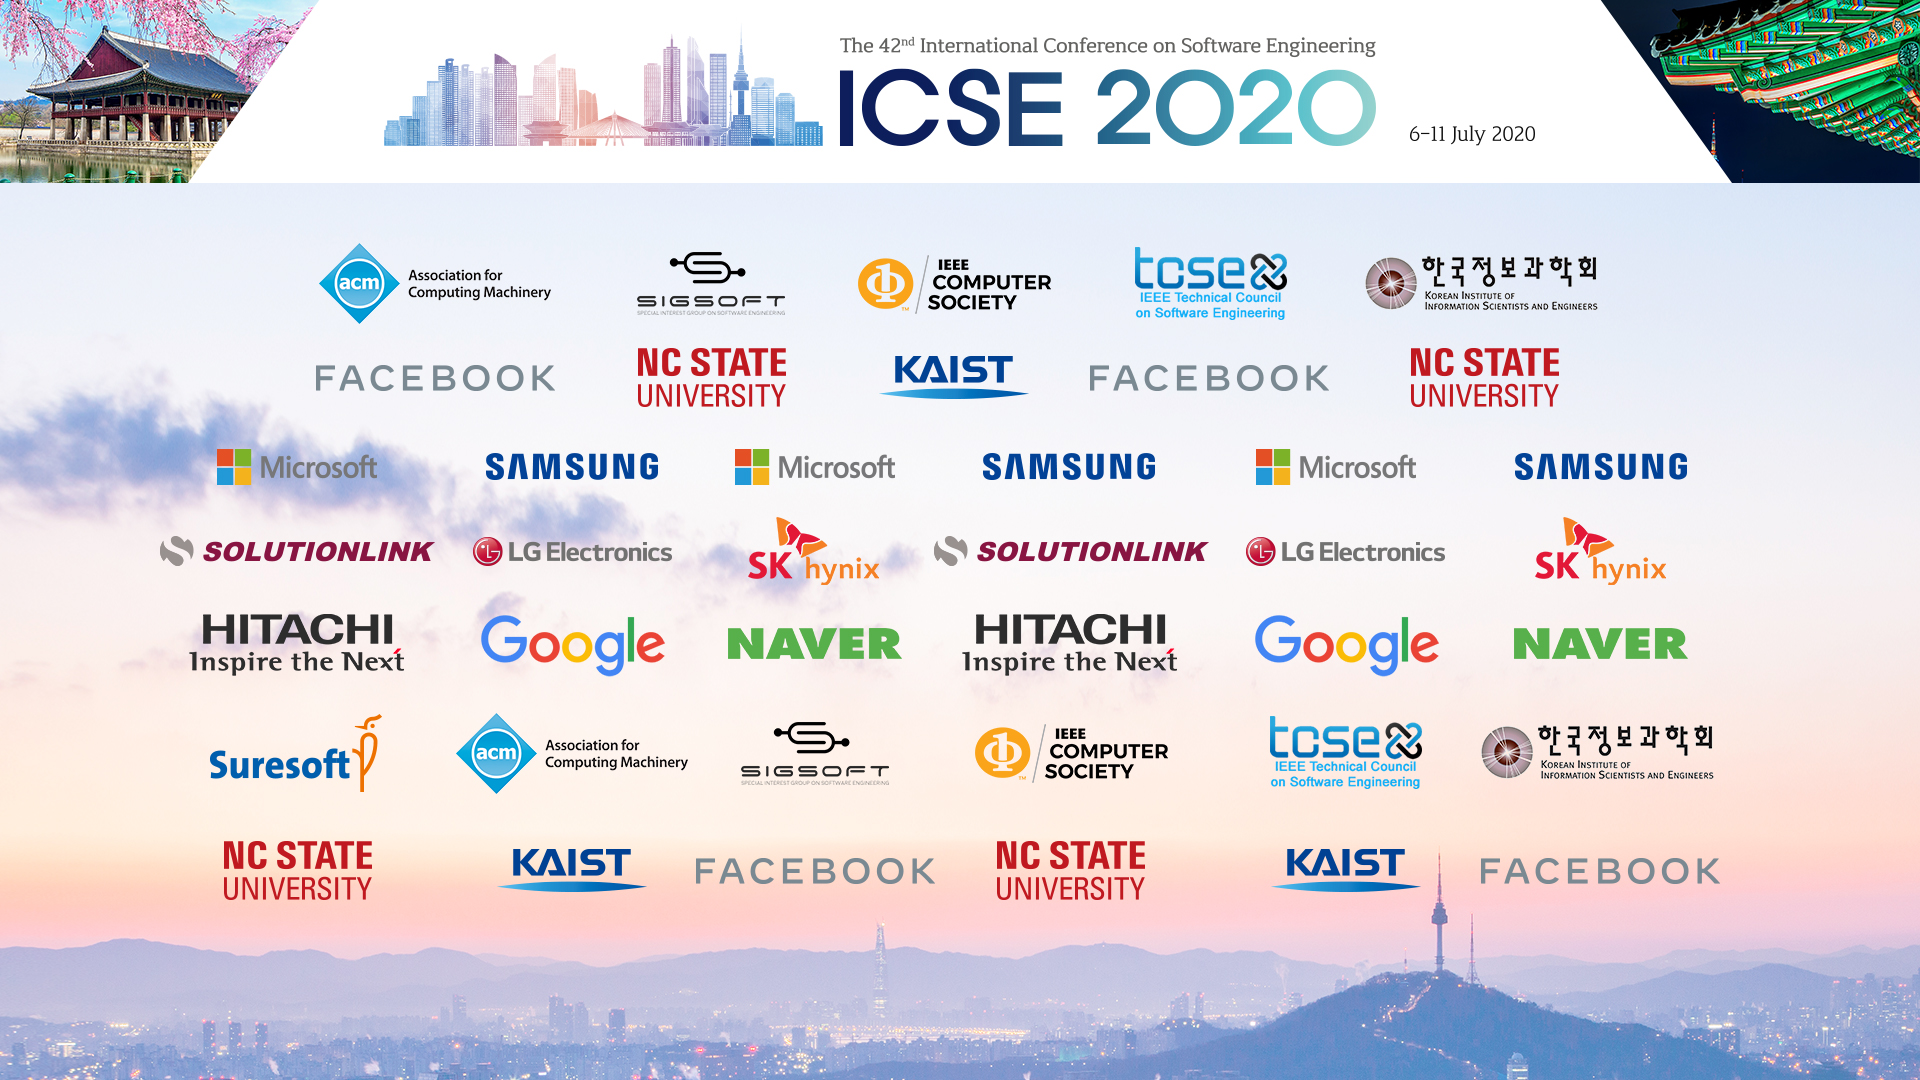 The 42nd International Conference on Software Engineering
ICSE 2020
6-11 July 2020
acm Association for Computing Machinery
SIGSOFT
SPECIAL INTEREST GROUP ON SOFTWARE ENGINEERING
IEEE COMPUTER SOCIETY
tcse
IEEE Technical Council
on Software Engineering
한국정보과학회
KOREAN INSTITUTE OF
INFORMATION SCIENTISTS AND ENGINEERS
FACEBOOK
NC STATE
UNIVERSITY
KAIST
FACEBOOK
NC STATE
UNIVERSITY
Microsoft
SAMSUNG
Microsoft
SAMSUNG
Microsoft
SAMSUNG
SOLUTIONLINK
LG Electronics
SK hynix
SOLUTIONLINK
LG Electronics
SK hynix
HITACHI
Inspire the Next
Google
NAVER
HITACHI
Inspire the Next
Google
NAVER
Suresoft
acm Association for Computing Machinery
SIGSOFT
SPECIAL INTEREST GROUP ON SOFTWARE ENGINEERING
IEEE COMPUTER SOCIETY
tcse
IEEE Technical Council
on Software Engineering
한국정보과학회
KOREAN INSTITUTE OF
INFORMATION SCIENTISTS AND ENGINEERS
NC STATE
UNIVERSITY
KAIST
FACEBOOK
NC STATE
UNIVERSITY
KAIST
FACEBOOK